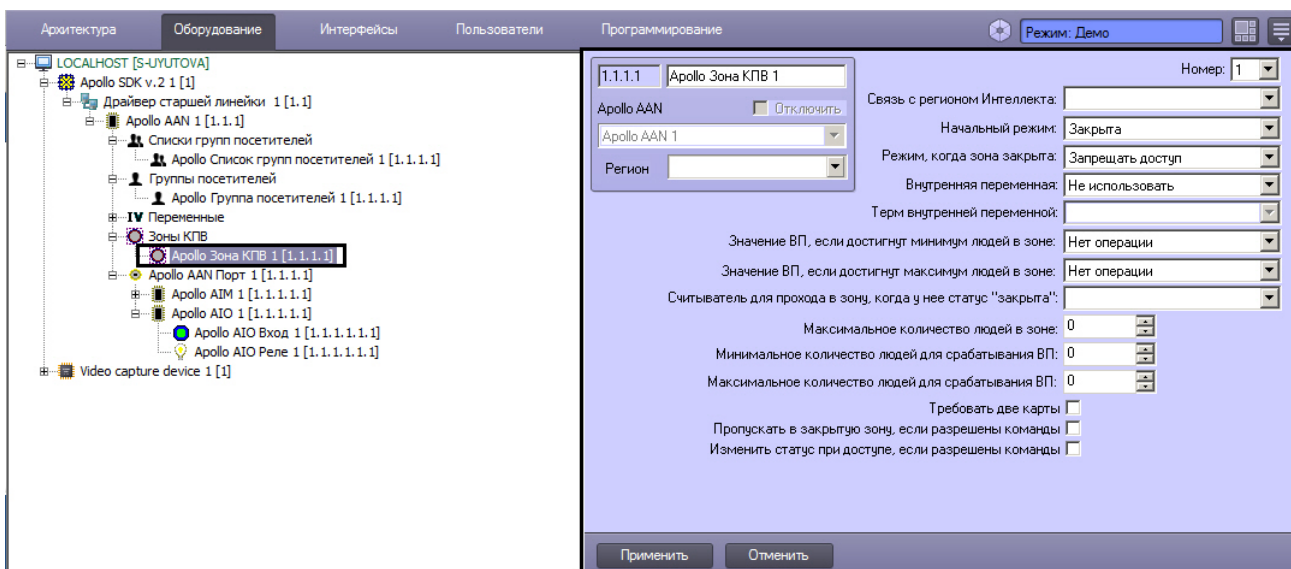 Архитектура Оборудование Интерфейсы Пользователи Программирование Режим: Демо
LOCALHOST [S-UYUTOVA]
Apollo SDK v.2 1 [1]
Драйвер старшей линейки 1 [1.1]
Apollo AAN 1 [1.1.1]
Списки групп посетителей
Apollo Список групп посетителей 1 [1.1.1.1]
Группы посетителей
Apollo Группа посетителей 1 [1.1.1.1]
IV Переменные
Зоны КПВ
Apollo Зона КПВ 1 [1.1.1.1]
Apollo AAN Порт 1 [1.1.1.1]
Apollo AIM 1 [1.1.1.1.1]
Apollo AIO 1 [1.1.1.1.1]
Apollo AIO Вход 1 [1.1.1.1.1.1]
Apollo AIO Реле 1 [1.1.1.1.1.1]
Video capture device 1 [1]
1.1.1.1 Apollo Зона КПВ 1
Apollo AAN Отключить
Apollo AAN 1
Регион
Номер: 1
Связь с регионом Интеллекта:
Начальный режим: Закрыта
Режим, когда зона закрыта: Запрещать доступ
Внутренняя переменная: Не использовать
Терм внутренней переменной:
Значение ВП, если достигнут минимум людей в зоне: Нет операции
Значение ВП, если достигнут максимум людей в зоне: Нет операции
Считыватель для прохода в зону, когда у нее статус "закрыта":
Максимальное количество людей в зоне: 0
Минимальное количество людей для срабатывания ВП: 0
Максимальное количество людей для срабатывания ВП: 0
Требовать две карты
Пропускать в закрытую зону, если разрешены команды
Изменить статус при доступе, если разрешены команды
Применить Отменить